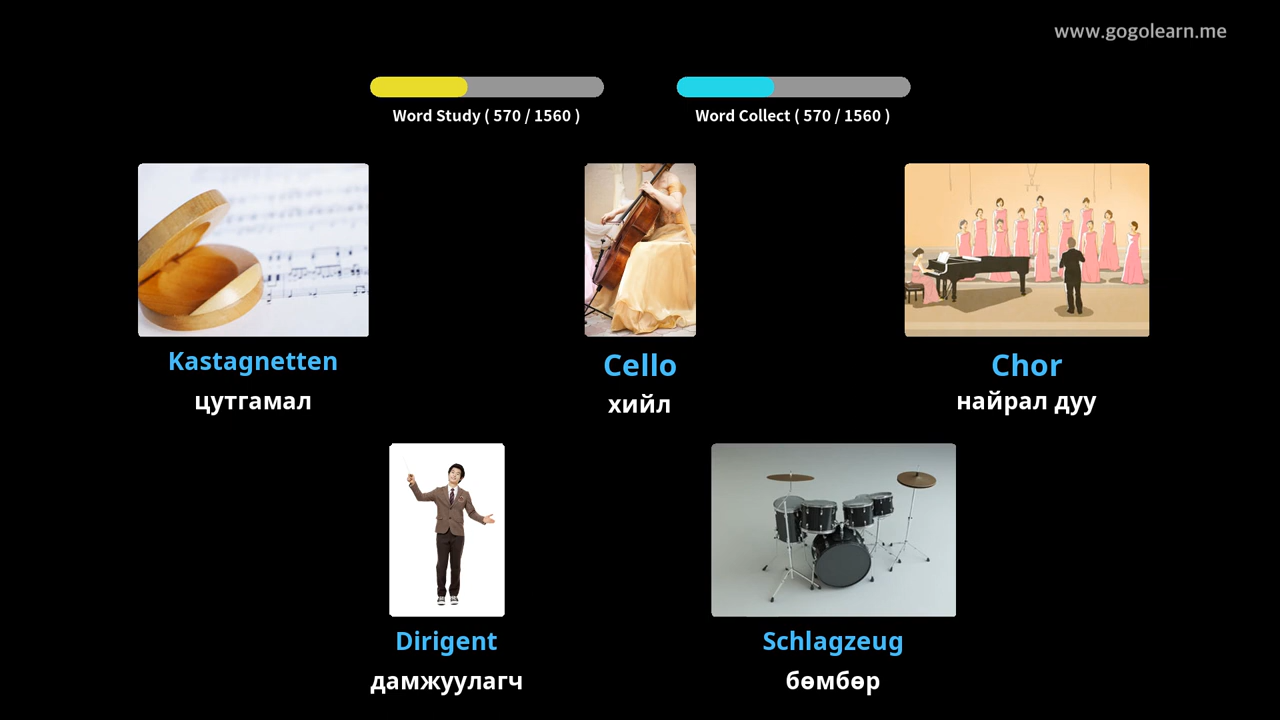 www.gogolearn.me
Word Study ( 570 / 1560 )
Word Collect ( 570 / 1560 )
Kastagnetten
цутгамал
Cello
хийл
Chor
найрал дуу
Dirigent
дамжуулагч
Schlagzeug
бөмбөр